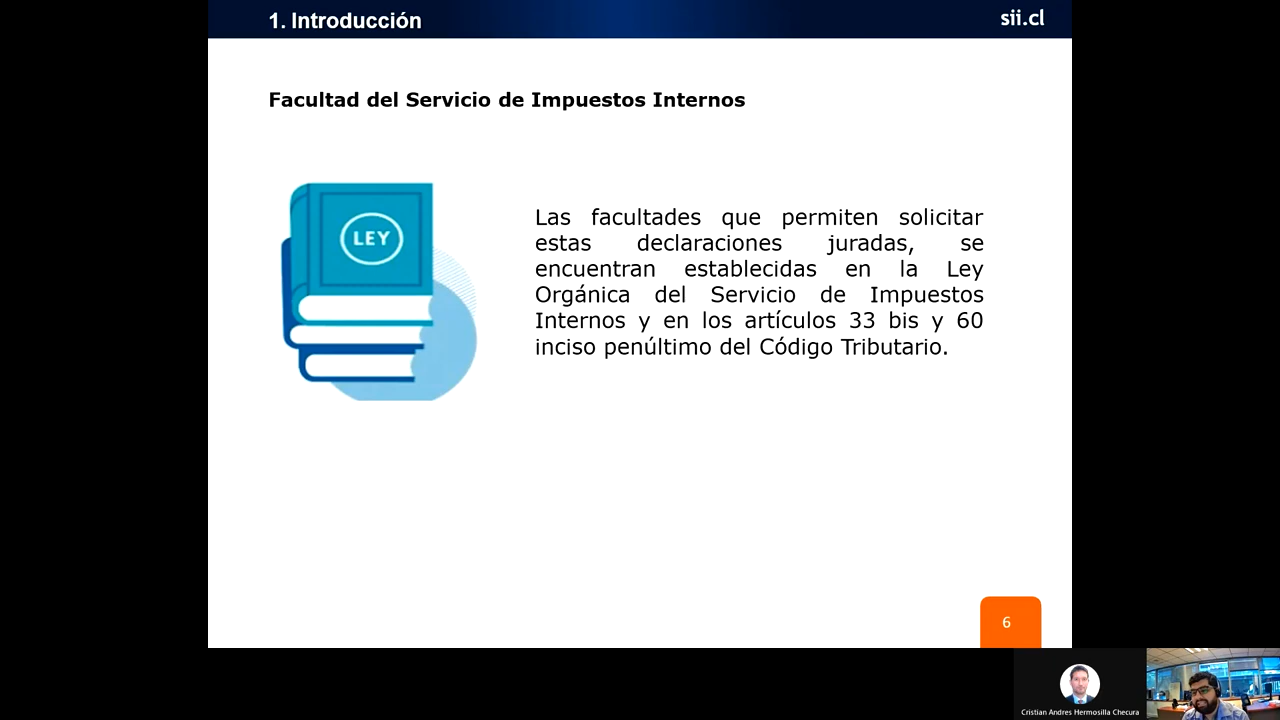 1. Introducción
sii.cl
Facultad del Servicio de Impuestos Internos
LEY
Las facultades que permiten solicitar
estas declaraciones juradas, se
encuentran establecidas en la Ley
Orgánica del Servicio de Impuestos
Internos y en los artículos 33 bis y 60
inciso penúltimo del Código Tributario.
6
Cristian Andres Hermosilla Checura